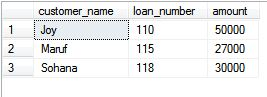 customer_name loan_number amount
1 Joy 110 50000
2 Maruf 115 27000
3 Sohana 118 30000